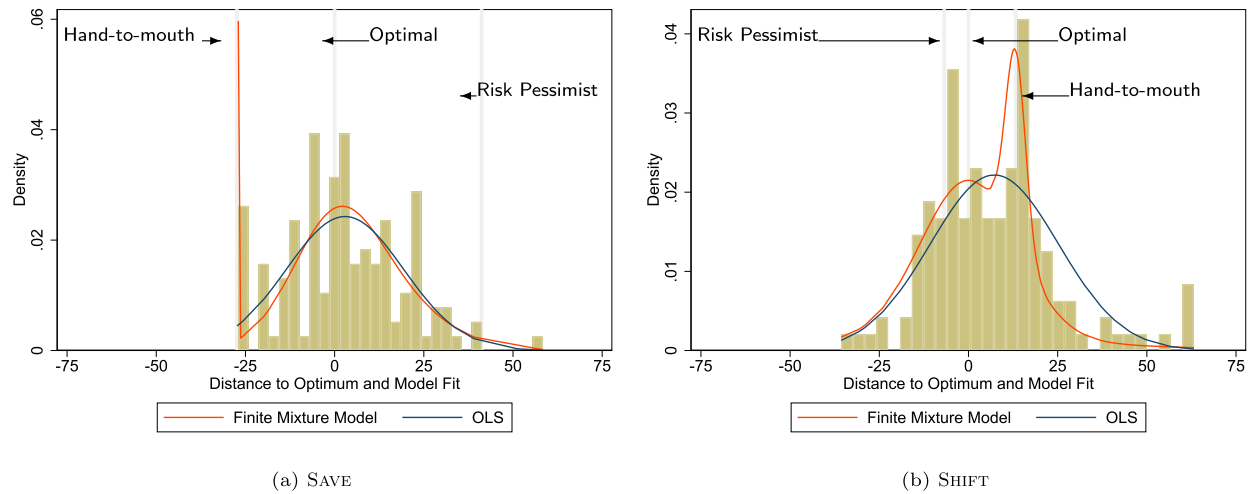 Hand-to-mouth
Optimal
Risk Pessimist
Density
0
.02
.04
.06
-75
-50
-25
0
25
50
75
Distance to Optimum and Model Fit
Finite Mixture Model
OLS
(a) SAVE
Risk Pessimist
Optimal
Hand-to-mouth
Density
0
.01
.02
.03
.04
-75
-50
-25
0
25
50
75
Distance to Optimum and Model Fit
Finite Mixture Model
OLS
(b) SHIFT